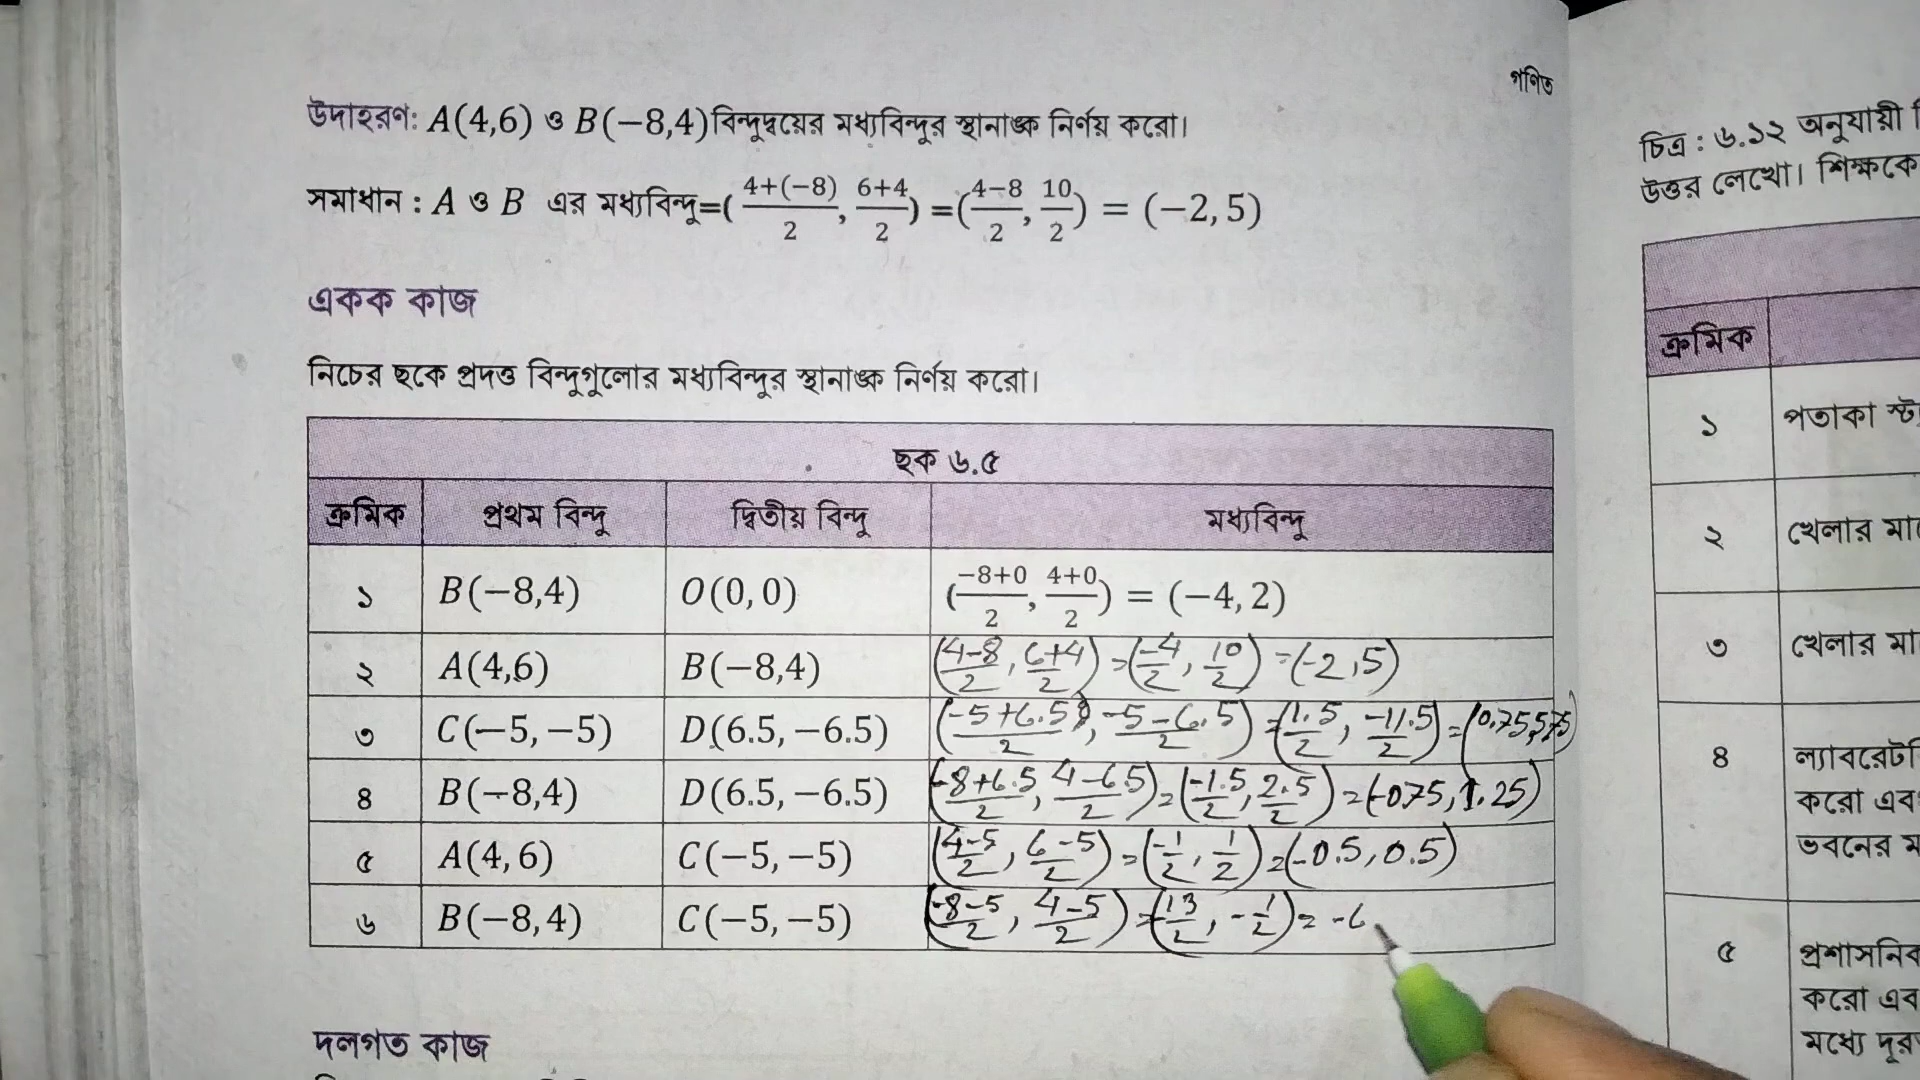 গণিত
উদাহরণ: A(4,6) ও B(−8,4)বিন্দুদ্বয়ের মধ্যবিন্দুর স্থানাঙ্ক নির্ণয় করো।
সমাধান : A ও B এর মধ্যবিন্দু=( 4+(−8)/2, 6+4/2) =(4−8/2, 10/2) = (−2, 5)
একক কাজ
নিচের ছকে প্রদত্ত বিন্দুগুলোর মধ্যবিন্দুর স্থানাঙ্ক নির্ণয় করো।
ছক ৬.৫
ক্রমিক প্রথম বিন্দু দ্বিতীয় বিন্দু মধ্যবিন্দু
১ B(−8,4) O(0,0) (−8+0/2, 4+0/2) = (−4, 2)
২ A(4,6) B(−8,4) (4-8/2, 6+4/2) = (-4/2, 10/2) = (-2,5)
৩ C(−5,−5) D(6.5,−6.5) (-5+6.5/2, -5-6.5/2) = (1.5/2, -11.5/2) = (0.75,5.75)
৪ B(−8,4) D(6.5,−6.5) (-8+6.5/2, 4-6.5/2) = (-1.5/2, 2.5/2) = (-0.75,1.25)
৫ A(4,6) C(−5,−5) (4-5/2, 6-5/2) = (-1/2, 1/2) = (-0.5,0.5)
৬ B(−8,4) C(−5,−5) (-8-5/2, 4-5/2) = (-13/2, -1/2) = -6
দলগত কাজ
চিত্র : ৬.১২ অনুযায়ী
উত্তর লেখো। শিক্ষকে
ক্রমিক
১ পতাকা
২ খেলার
৩ খেলার
৪
করো এবং
ভবনের
৫ প্রশাসনিক
করো এবং
মধ্যে